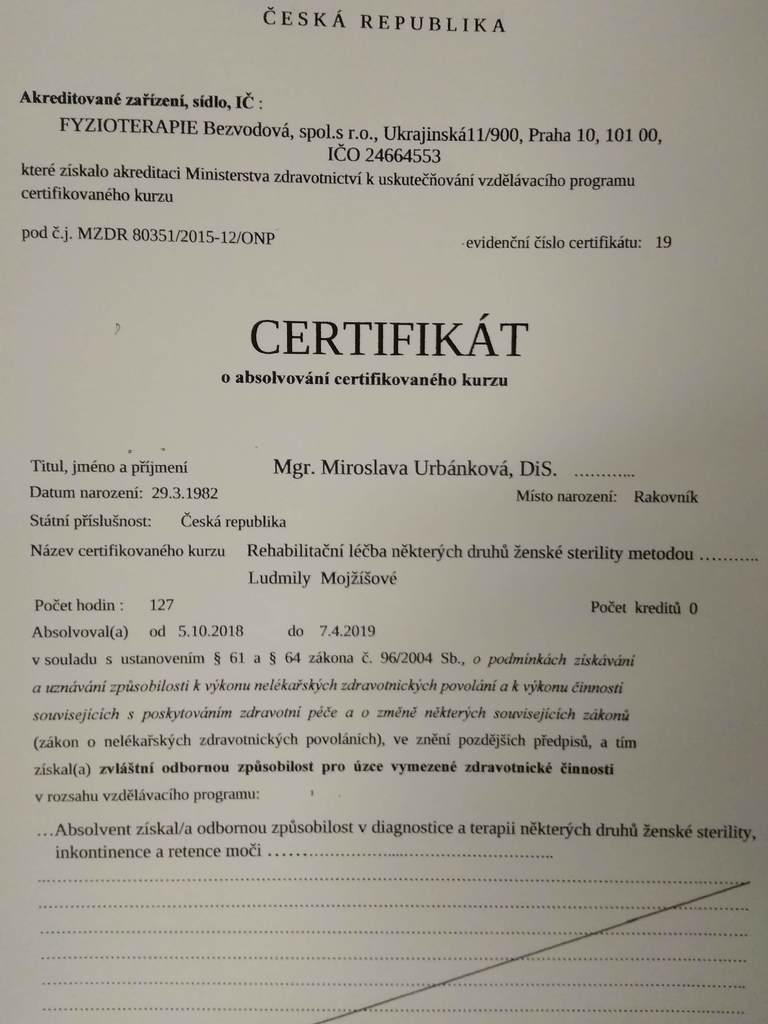 ČESKÁ REPUBLIKA
Akreditované zařízení, sídlo, IČ :
FYZIOTERAPIE Bezvodová, spol.s r.o., Ukrajinská11/900, Praha 10, 101 00,
IČO 24664553
které získalo akreditaci Ministerstva zdravotnictví k uskutečňování vzdělávacího programu
certifikovaného kurzu
pod č.j. MZDR 80351/2015-12/ONP evidenční číslo certifikátu: 19
CERTIFIKÁT
o absolvování certifikovaného kurzu
Titul, jméno a příjmení Mgr. Miroslava Urbánková, DiS. ............
Datum narození: 29.3.1982 Místo narození: Rakovník
Státní příslušnost: Česká republika
Název certifikovaného kurzu Rehabilitační léčba některých druhů ženské sterility metodou ...........
Ludmily Mojžíšové
Počet hodin : 127 Počet kreditů 0
Absolvoval(a) od 5.10.2018 do 7.4.2019
v souladu s ustanovením § 61 a § 64 zákona č. 96/2004 Sb., o podmínkách získávání
a uznávání způsobilosti k výkonu nelékařských zdravotnických povolání a k výkonu činnosti
souvisejících s poskytováním zdravotní péče a o změně některých souvisejících zákonů
(zákon o nelékařských zdravotnických povoláních), ve znění pozdějších předpisů, a tím
získal(a) zvláštní odbornou způsobilost pro úzce vymezené zdravotnické činnosti
v rozsahu vzdělávacího programu:
...Absolvent získal/a odbornou způsobilost v diagnostice a terapii některých druhů ženské sterility,
inkontinence a retence moči ..........................................................